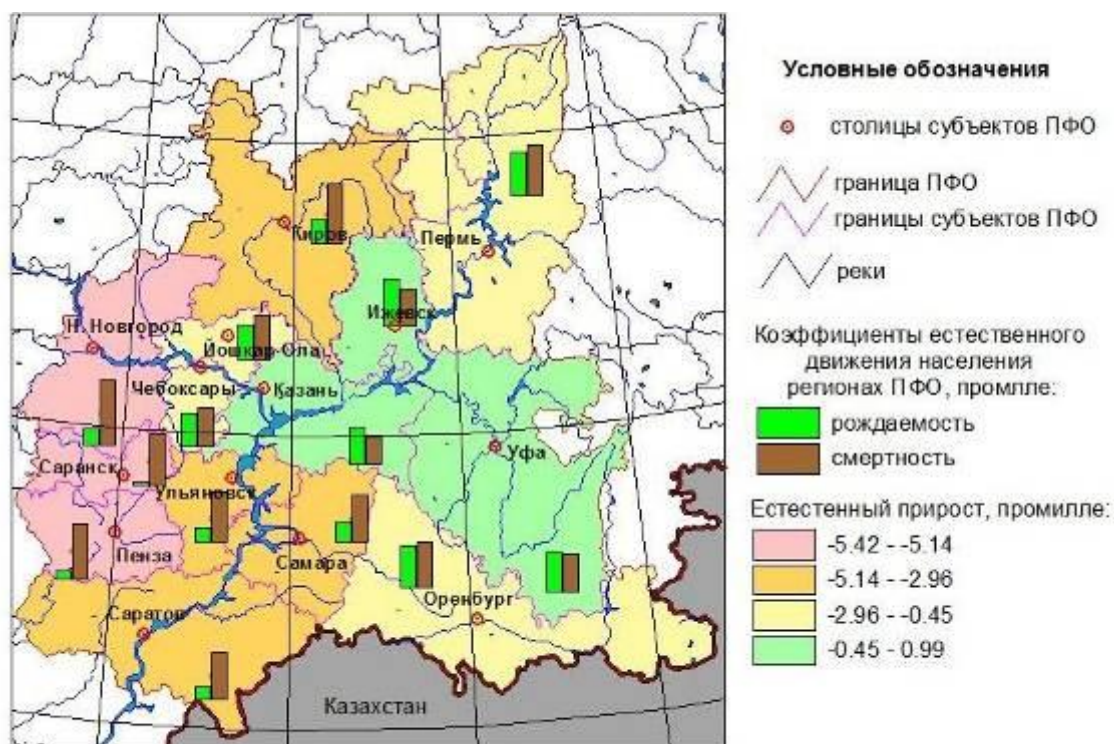 Киров
Пермь
Н. Новгород
Ижевск
Йошкар-Ола
Чебоксары
Казань
Саранск
Уфа
Ульяновск
Пенза
Самара
Саратов
Оренбург
Казахстан
Условные обозначения
столицы субъектов ПФО
граница ПФО
границы субъектов ПФО
реки
Коэффициенты естественного
движения населения
регионах ПФО, промлле:
рождаемость
смертность
Естестенный прирост, промилле:
-5.42 - -5.14
-5.14 --2.96
-2.96 --0.45
-0.45 - 0.99